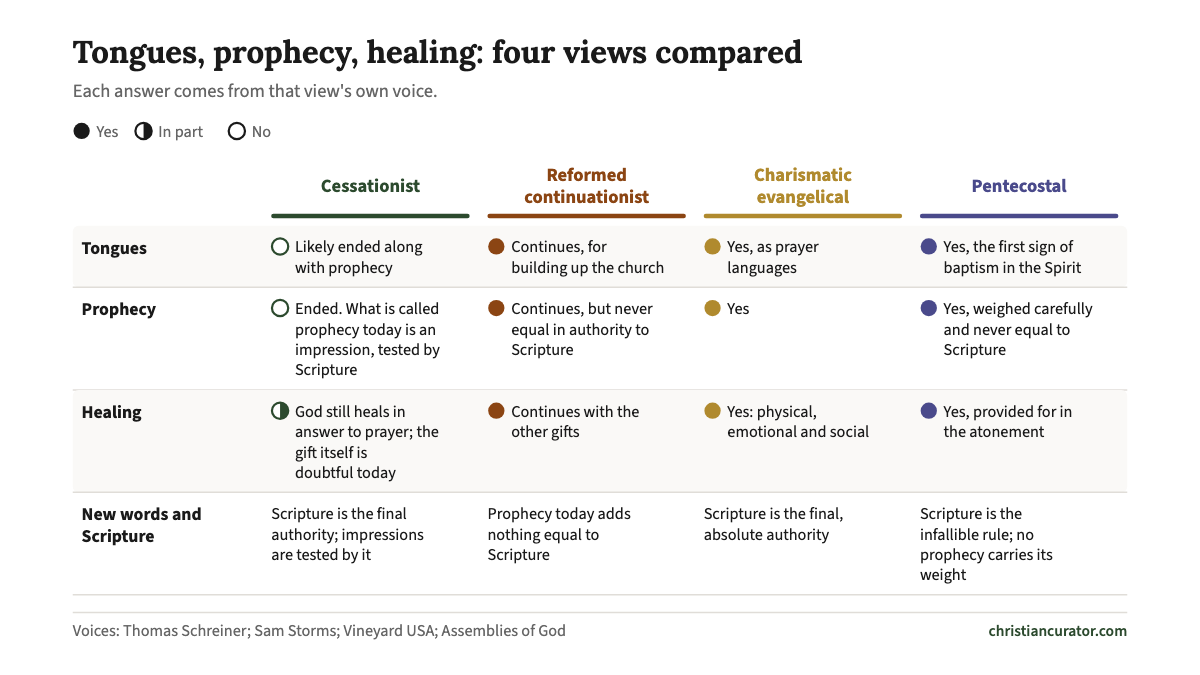 Tongues, prophecy, healing: four views compared
Each answer comes from that view's own voice.
Yes In part No
Cessationist
Reformed
continuationist
Charismatic
evangelical
Pentecostal
Tongues
Likely ended along
with prophecy
Continues, for
building up the church
Yes, as prayer
languages
Yes, the first sign of
baptism in the Spirit
Prophecy
Ended. What is called
prophecy today is an
impression, tested by
Scripture
Continues, but never
equal in authority to
Scripture
Yes
Yes, weighed carefully
and never equal to
Scripture
Healing
God still heals in
answer to prayer; the
gift itself is
doubtful today
Continues with the
other gifts
Yes: physical,
emotional and social
Yes, provided for in
the atonement
New words and
Scripture
Scripture is the final
authority; impressions
are tested by it
Prophecy today adds
nothing equal to
Scripture
Scripture is the final,
absolute authority
Scripture is the
infallible rule; no
prophecy carries its
weight
Voices: Thomas Schreiner; Sam Storms; Vineyard USA; Assemblies of God
christiancurator.com